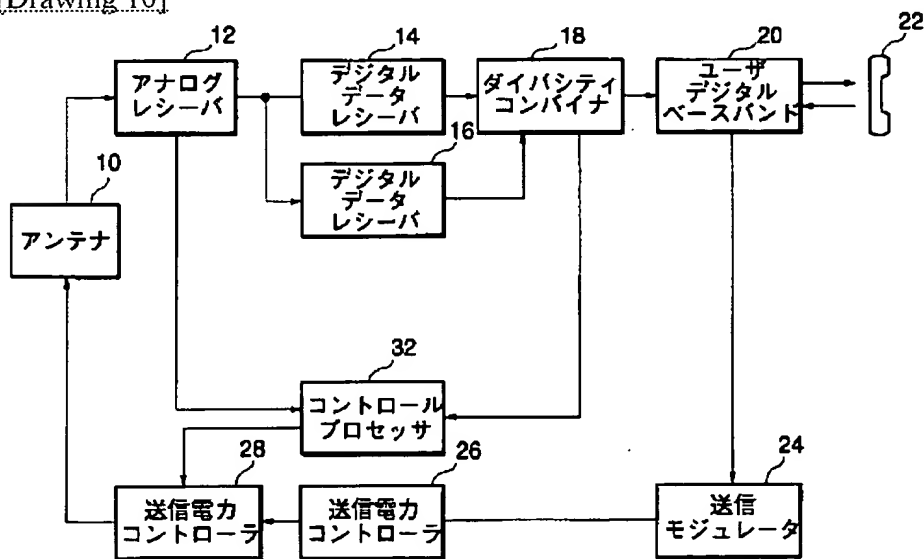 [Drawing 10]
12
アナログ
レシーバ
14
デジタル
データ
レシーバ
18
ダイバシティ
コンバイナ
20
ユーザ
デジタル
ベースバンド
22
16
デジタル
データ
レシーバ
10
アンテナ
32
コントロール
プロセッサ
28
送信電力
コントローラ
26
送信電力
コントローラ
24
送信
モジュレータ